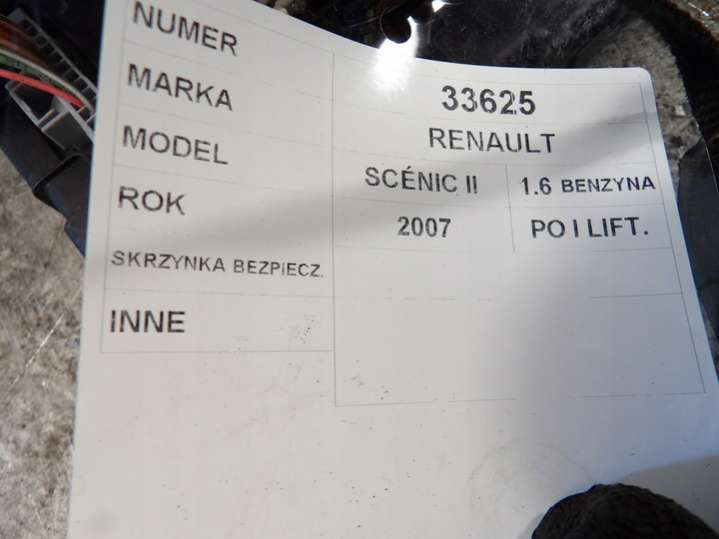 NUMER 33625
MARKA RENAULT
MODEL SCÉNIC II 1.6 BENZYNA
ROK 2007 PO I LIFT.
SKRZYNKA BEZPIECZ.
INNE